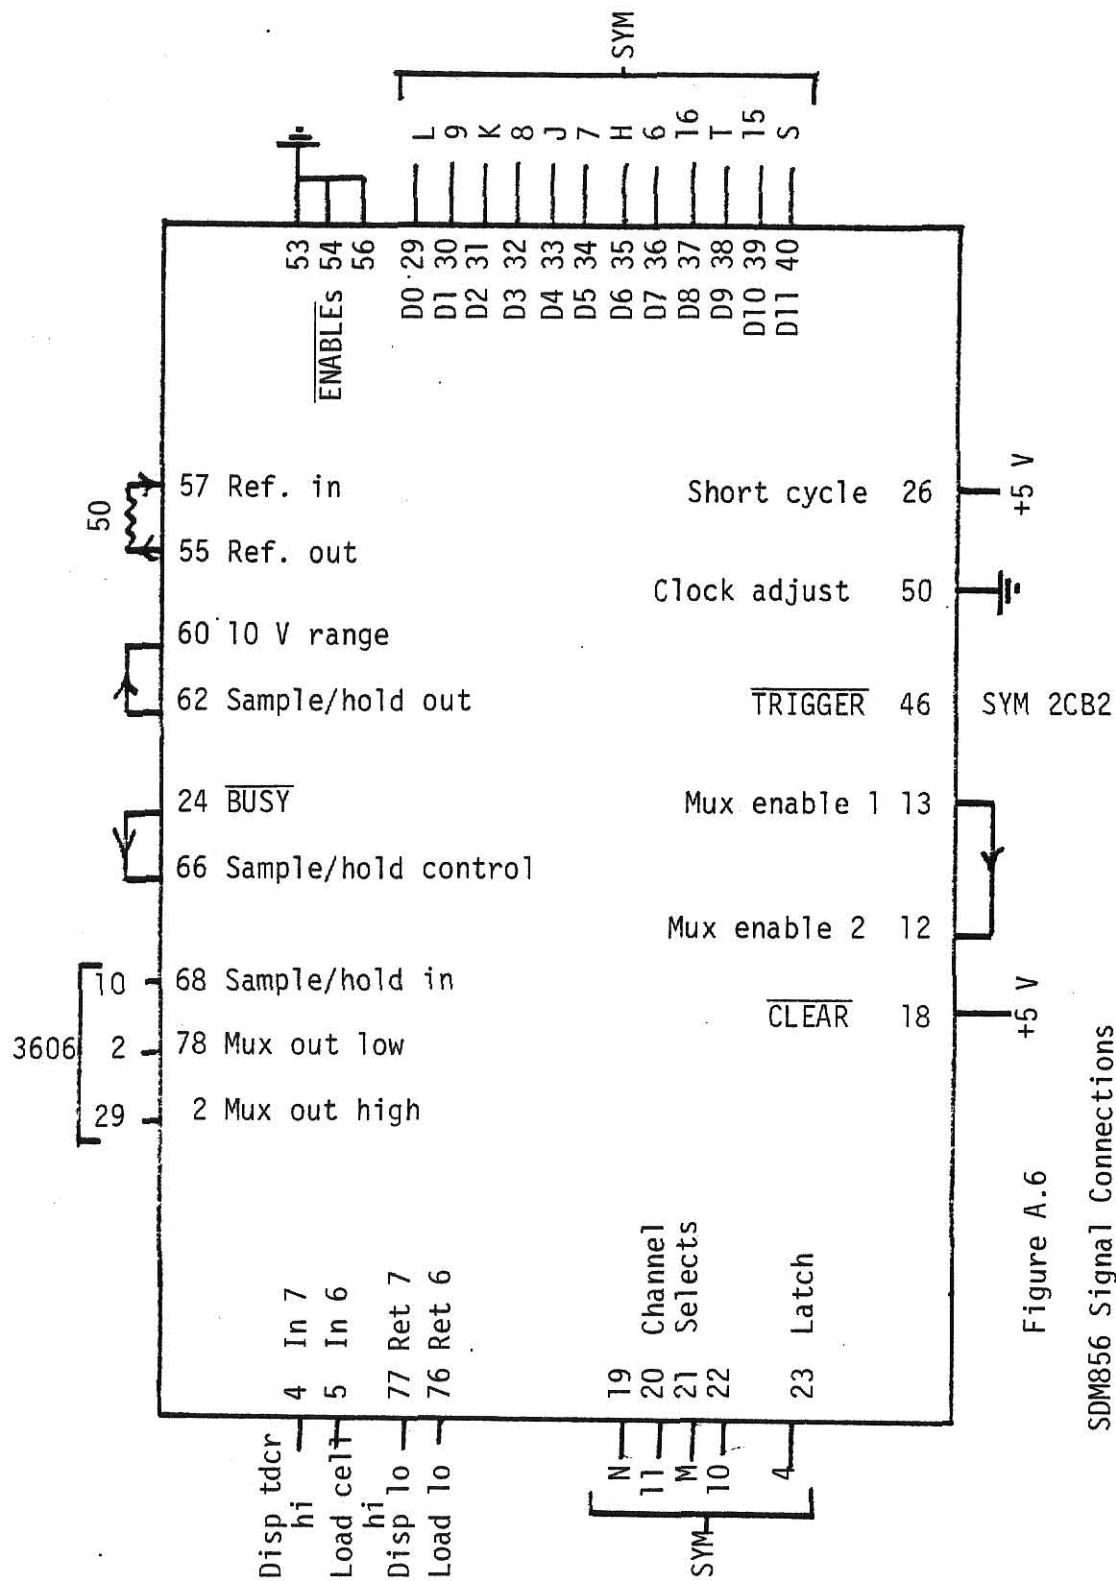 SYM
L
9
K
8
J
7
H
6
16
T
15
S
53
54
56
ENABLEs
D0 29
D1 30
D2 31
D3 32
D4 33
D5 34
D6 35
D7 36
D8 37
D9 38
D10 39
D11 40
50
57 Ref. in
55 Ref. out
60 10 V range
62 Sample/hold out
24 BUSY
66 Sample/hold control
3606
10
68 Sample/hold in
2
78 Mux out low
29
2 Mux out high
Short cycle 26
+5 V
Clock adjust 50
TRIGGER 46
SYM 2CB2
Mux enable 1 13
Mux enable 2 12
CLEAR 18
+5 V
Disp tdcr
hi
4 In 7
Load cell
hi
5 In 6
Disp lo
77 Ret 7
Load lo
76 Ret 6
SYM
N
19
11
20
M
21
10
22
Channel
Selects
4
23 Latch
Figure A.6
SDM856 Signal Connections